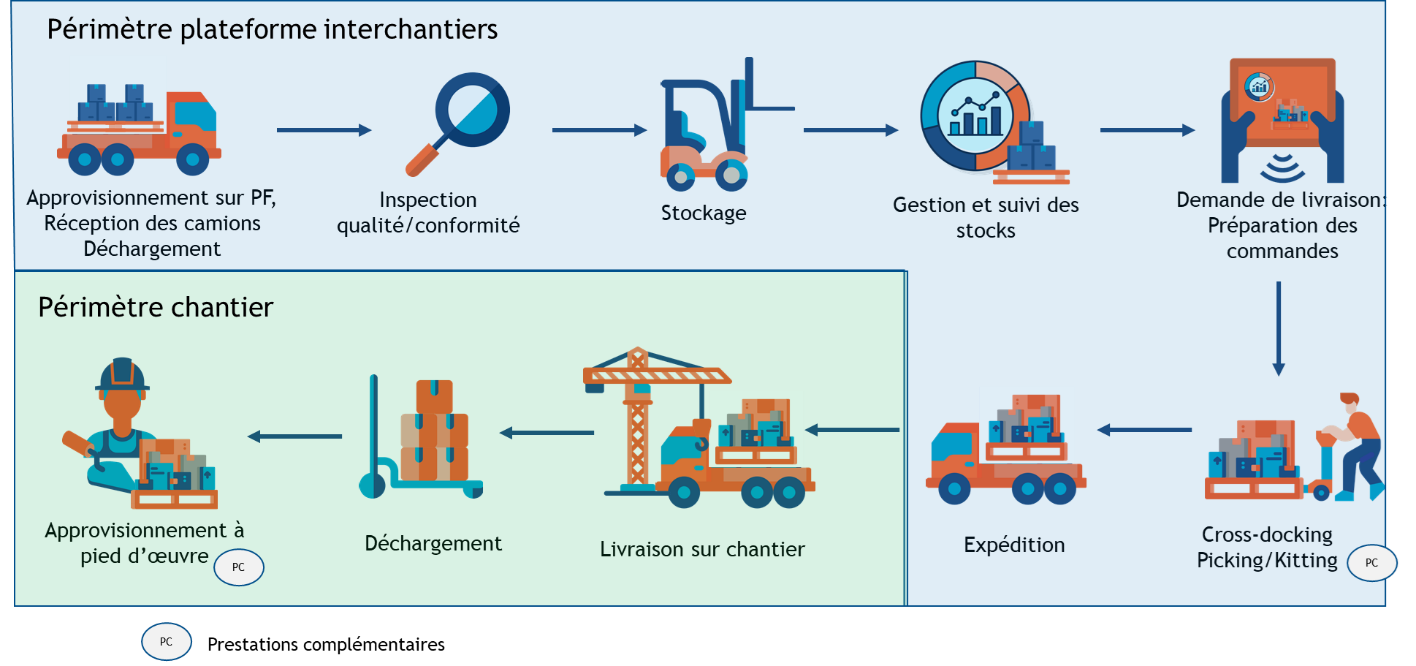 Périmètre plateforme interchantiers
Approvisionnement sur PF,
Réception des camions
Déchargement
Inspection
qualité/conformité
Stockage
Gestion et suivi des
stocks
Demande de livraison:
Préparation des
commandes
Cross-docking
Picking/Kitting
PC
Expédition
Périmètre chantier
Livraison sur chantier
Déchargement
Approvisionnement à
pied d’œuvre
PC
PC
Prestations complémentaires